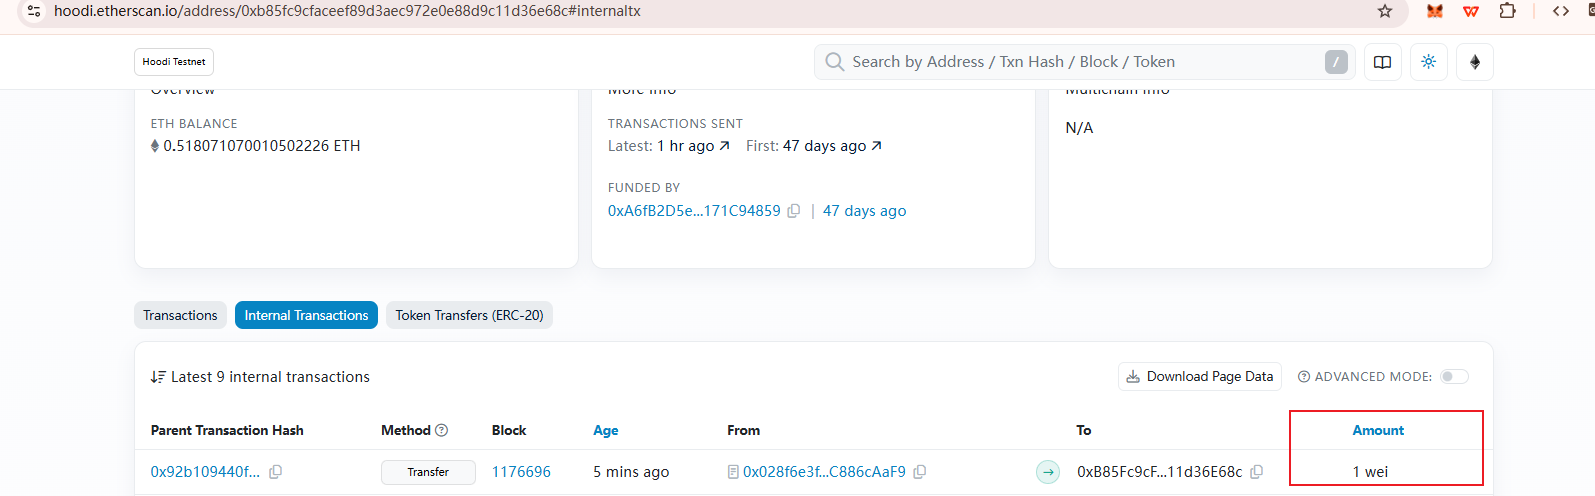 hoodi.etherscan.io/address/0xb85fc9cfaceef89d3aec972e0e88d9c11d36e68c#internaltx
Hoodi Testnet
Search by Address / Txn Hash / Block / Token
/
Overview
More Info
Multichain Info
ETH BALANCE
0.518071070010502226 ETH
TRANSACTIONS SENT
Latest: 1 hr ago First: 47 days ago
FUNDED BY
0xA6fB2D5e...171C94859 | 47 days ago
N/A
Transactions
Internal Transactions
Token Transfers (ERC-20)
Latest 9 internal transactions
Download Page Data
ADVANCED MODE:
Parent Transaction Hash Method Block Age From To Amount
0x92b109440f... Transfer 1176696 5 mins ago 0x028f6e3f...C886cAaF9 0xB85Fc9cF...11d36E68c 1 wei